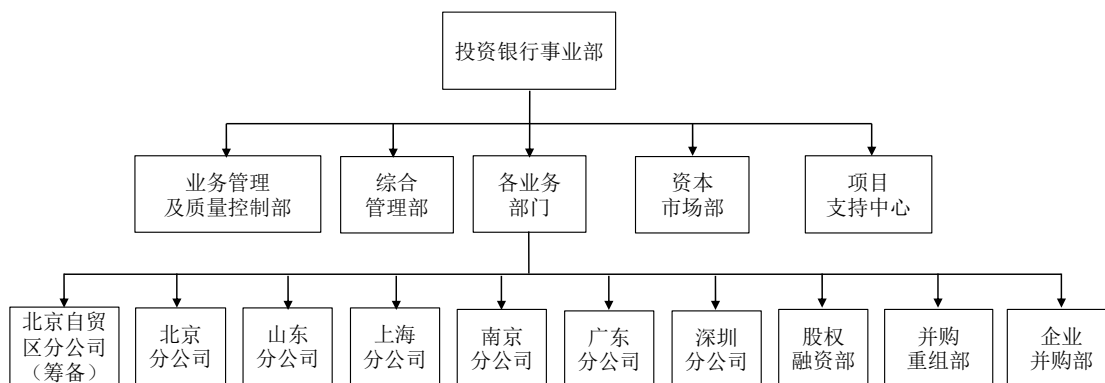 投资银行事业部
业务管理
及质量控制部
综合
管理部
各业务
部门
资本
市场部
项目
支持中心
北京自贸
区分公司
（筹备）
北京
分公司
山东
分公司
上海
分公司
南京
分公司
广东
分公司
深圳
分公司
股权
融资部
并购
重组部
企业
并购部